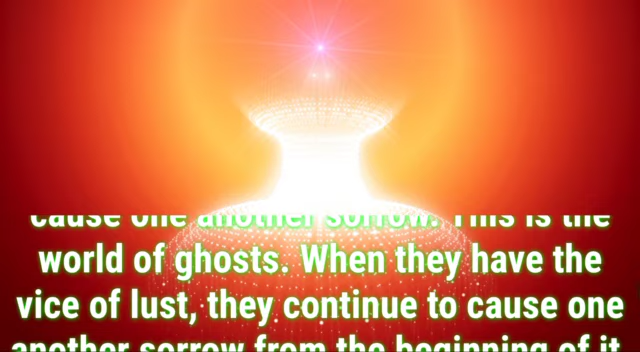 cause one another sorrow. This is the
world of ghosts. When they have the
vice of lust, they continue to cause one
another sorrow from the beginning of it.